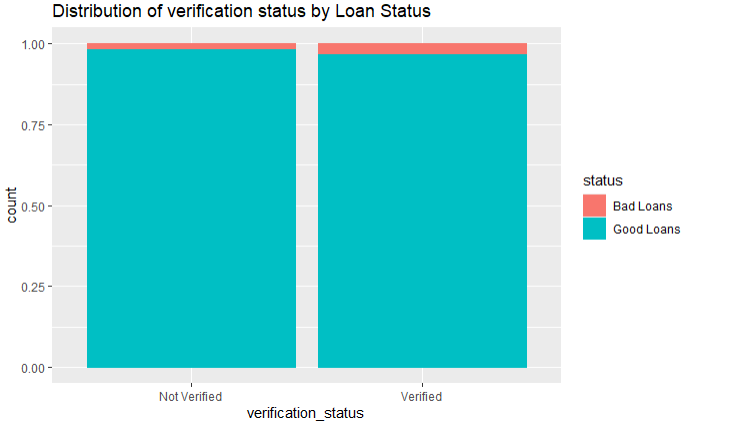 Distribution of verification status by Loan Status
1.00
0.75
0.50
0.25
0.00
count
Not Verified
Verified
verification_status
status
Bad Loans
Good Loans